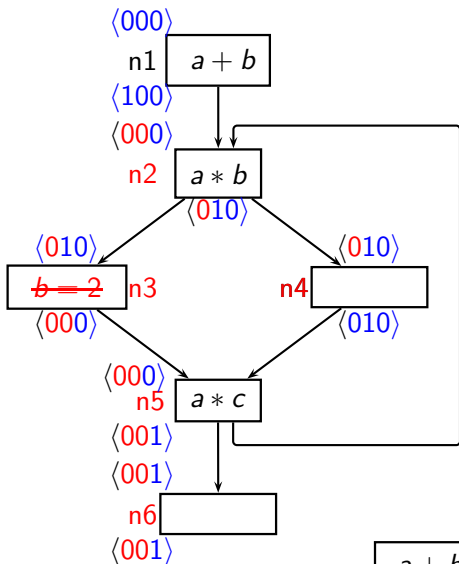 ⟨000⟩
n1 a + b
⟨100⟩
⟨000⟩
n2 a ∗ b
⟨010⟩
⟨010⟩ ⟨010⟩
b = 2 n3 n4
⟨000⟩ ⟨010⟩
⟨000⟩
n5 a ∗ c
⟨001⟩
⟨001⟩
n6
⟨001⟩
a + b